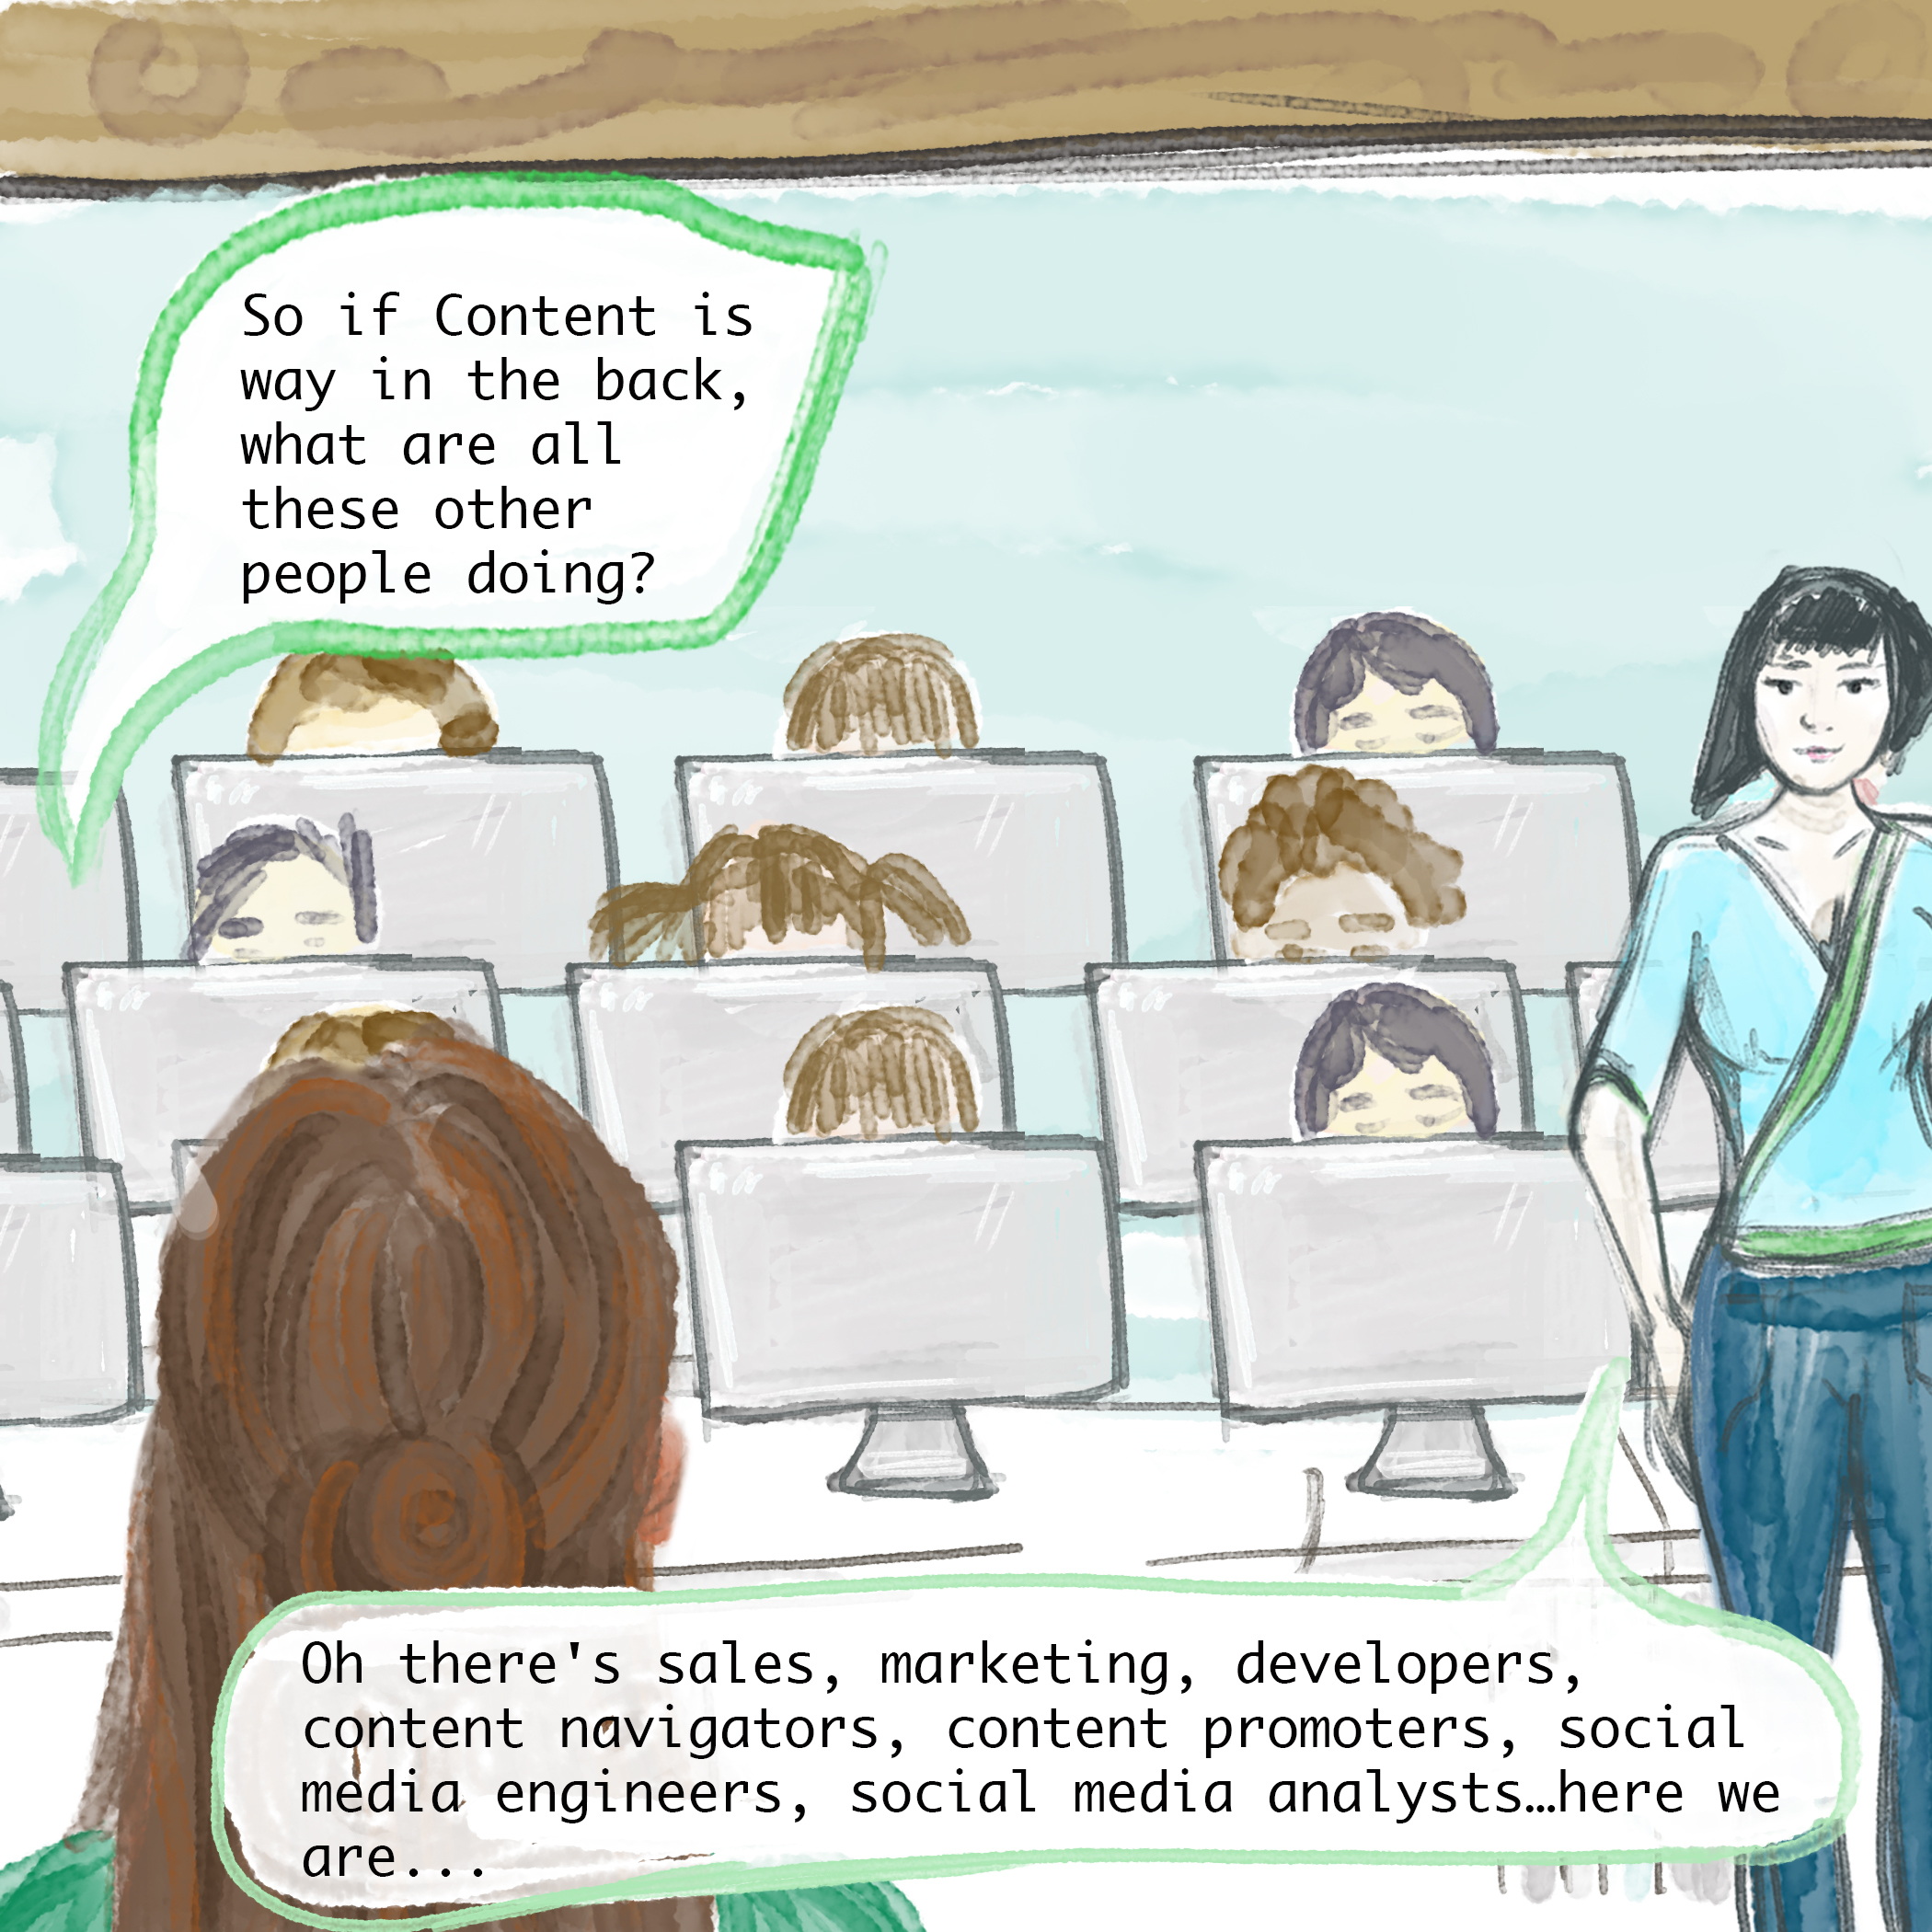 So if Content is
way in the back,
what are all
these other
people doing?
Oh there's sales, marketing, developers,
content navigators, content promoters, social
media engineers, social media analysts…here we
are...